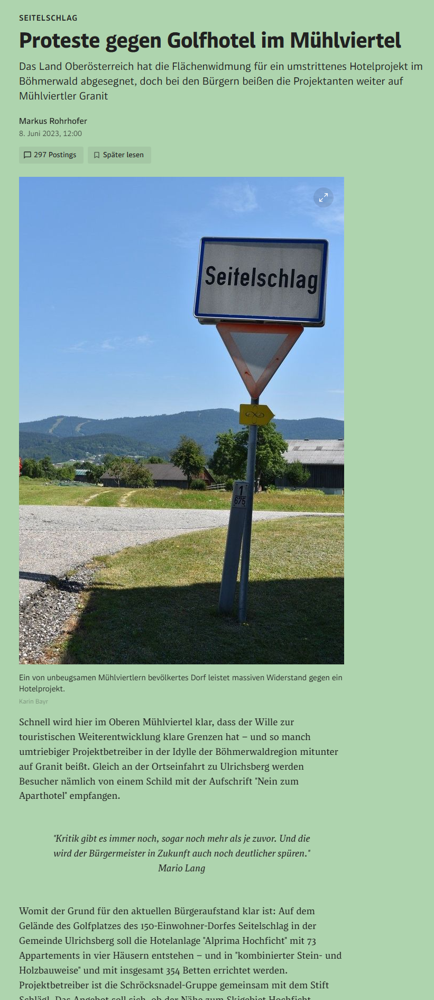 SEITELSCHLAG
Proteste gegen Golfhotel im Mühlviertel
Das Land Oberösterreich hat die Flächenwidmung für ein umstrittenes Hotelprojekt im
Böhmerwald abgesegnet, doch bei den Bürgern beißen die Projektanten weiter auf
Mühlviertler Granit
Markus Rohrhofer
8. Juni 2023, 12:00
297 Postings Später lesen
Seitelschlag
1
675
Ein von unbeugsamen Mühlviertlern bevölkertes Dorf leistet massiven Widerstand gegen ein
Hotelprojekt.
Karin Bayr
Schnell wird hier im Oberen Mühlviertel klar, dass der Wille zur
touristischen Weiterentwicklung klare Grenzen hat – und so manch
umtriebiger Projektbetreiber in der Idylle der Böhmerwaldregion mitunter
auf Granit beißt. Gleich an der Ortseinfahrt zu Ulrichsberg werden
Besucher nämlich von einem Schild mit der Aufschrift "Nein zum
Aparthotel" empfangen.
"Kritik gibt es immer noch, sogar noch mehr als je zuvor. Und die
wird der Bürgermeister in Zukunft auch noch deutlicher spüren."
Mario Lang
Womit der Grund für den aktuellen Bürgeraufstand klar ist: Auf dem
Gelände des Golfplatzes des 150-Einwohner-Dorfes Seitelschlag in der
Gemeinde Ulrichsberg soll die Hotelanlage "Alprima Hochficht" mit 73
Appartements in vier Häusern entstehen – und in "kombinierter Stein- und
Holzbauweise" und mit insgesamt 354 Betten errichtet werden.
Projektbetreiber ist die Schröcksnadel-Gruppe gemeinsam mit dem Stift
Schlägl. Das Angebot soll sich, ob der Nähe zum Skigebiet Hochficht,